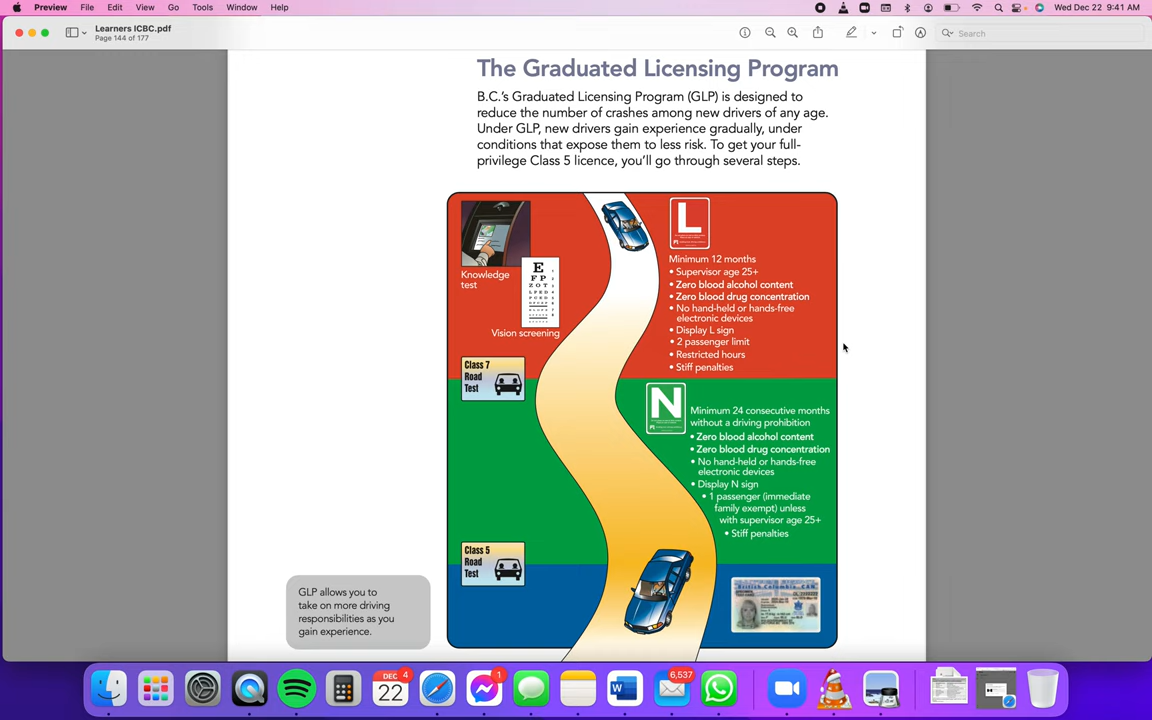 Preview File Edit View Go Tools Window Help
Wed Dec 22 9:41 AM
Learners ICBC.pdf
Page 144 of 177
Search
The Graduated Licensing Program
B.C.'s Graduated Licensing Program (GLP) is designed to
reduce the number of crashes among new drivers of any age.
Under GLP, new drivers gain experience gradually, under
conditions that expose them to less risk. To get your full-
privilege Class 5 licence, you'll go through several steps.
Knowledge
test
E
F P
Vision screening
L
Minimum 12 months
• Supervisor age 25+
• Zero blood alcohol content
• Zero blood drug concentration
• No hand-held or hands-free
electronic devices
• Display L sign
• 2 passenger limit
• Restricted hours
• Stiff penalties
Class 7
Road
Test
N
Minimum 24 consecutive months
without a driving prohibition
• Zero blood alcohol content
• Zero blood drug concentration
• No hand-held or hands-free
electronic devices
• Display N sign
• 1 passenger (immediate
family exempt) unless
with supervisor age 25+
• Stiff penalties
Class 5
Road
Test
GLP allows you to
take on more driving
responsibilities as you
gain experience.
DEC 4
22
1
6,537
W